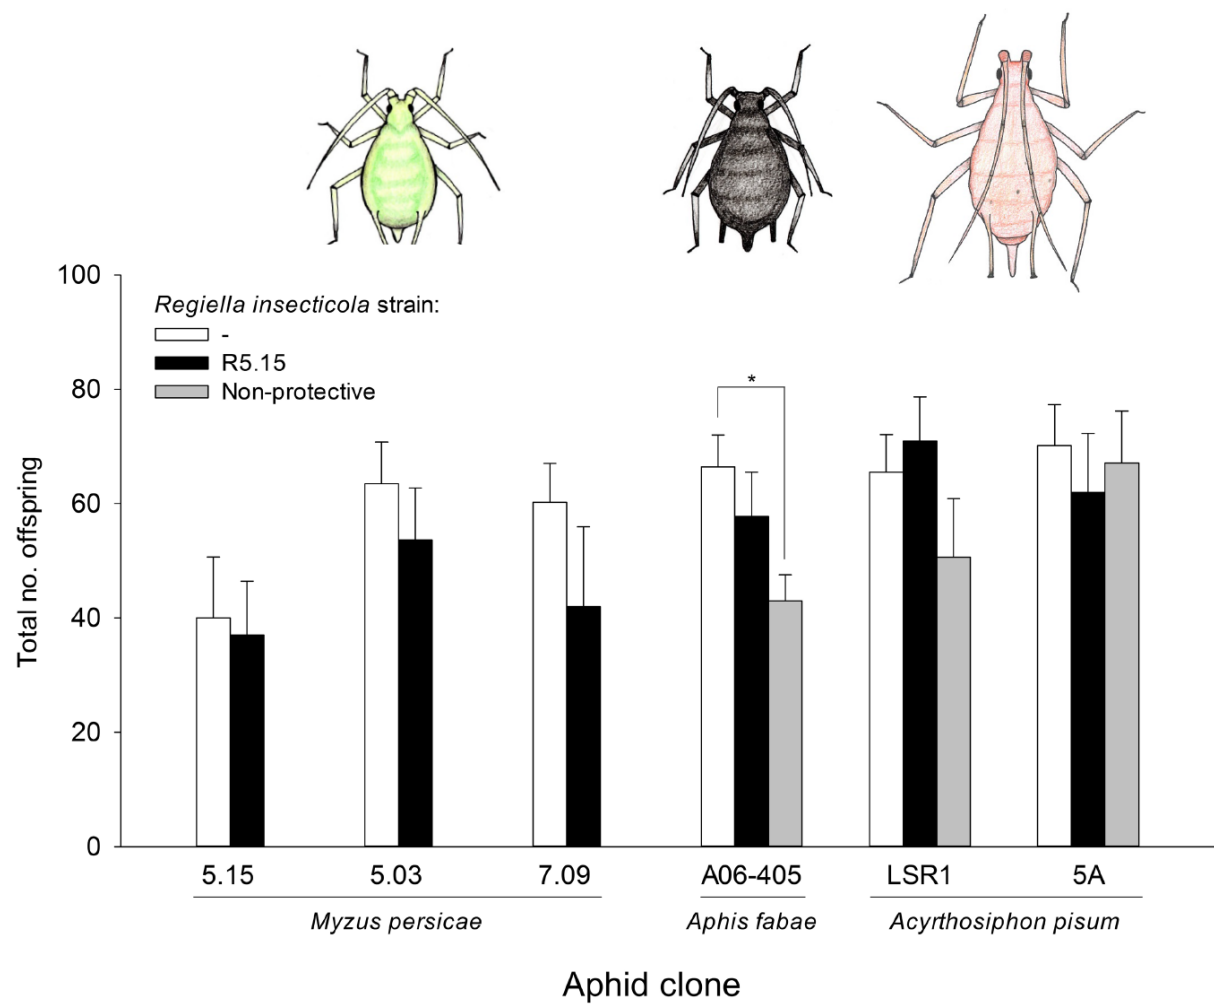 100
Regiella insecticola strain:
-
R5.15
80
Non-protective
*
60
40
20
0
Total no. offspring
5.15 5.03 7.09 A06-405 LSR1 5A
Myzus persicae Aphis fabae Acyrthosiphon pisum
Aphid clone